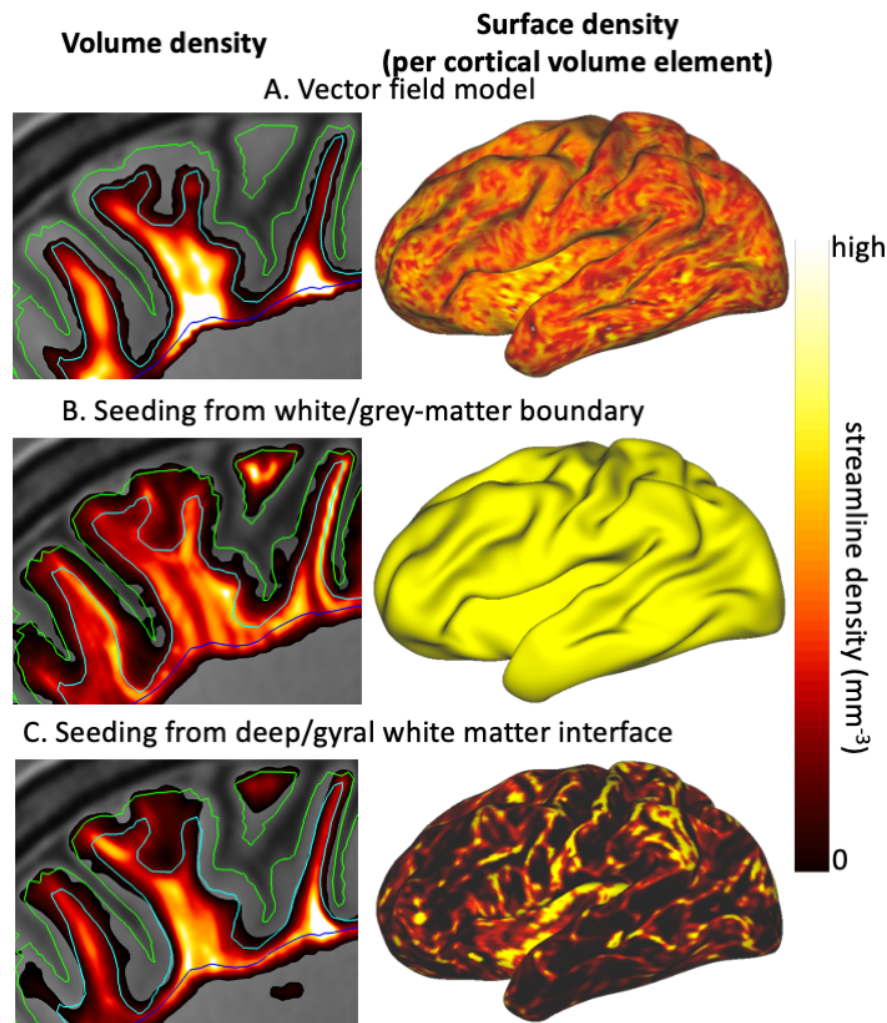 Volume density
Surface density
(per cortical volume element)
A. Vector field model
high
B. Seeding from white/grey-matter boundary
streamline density (mm⁻³)
C. Seeding from deep/gyral white matter interface
0